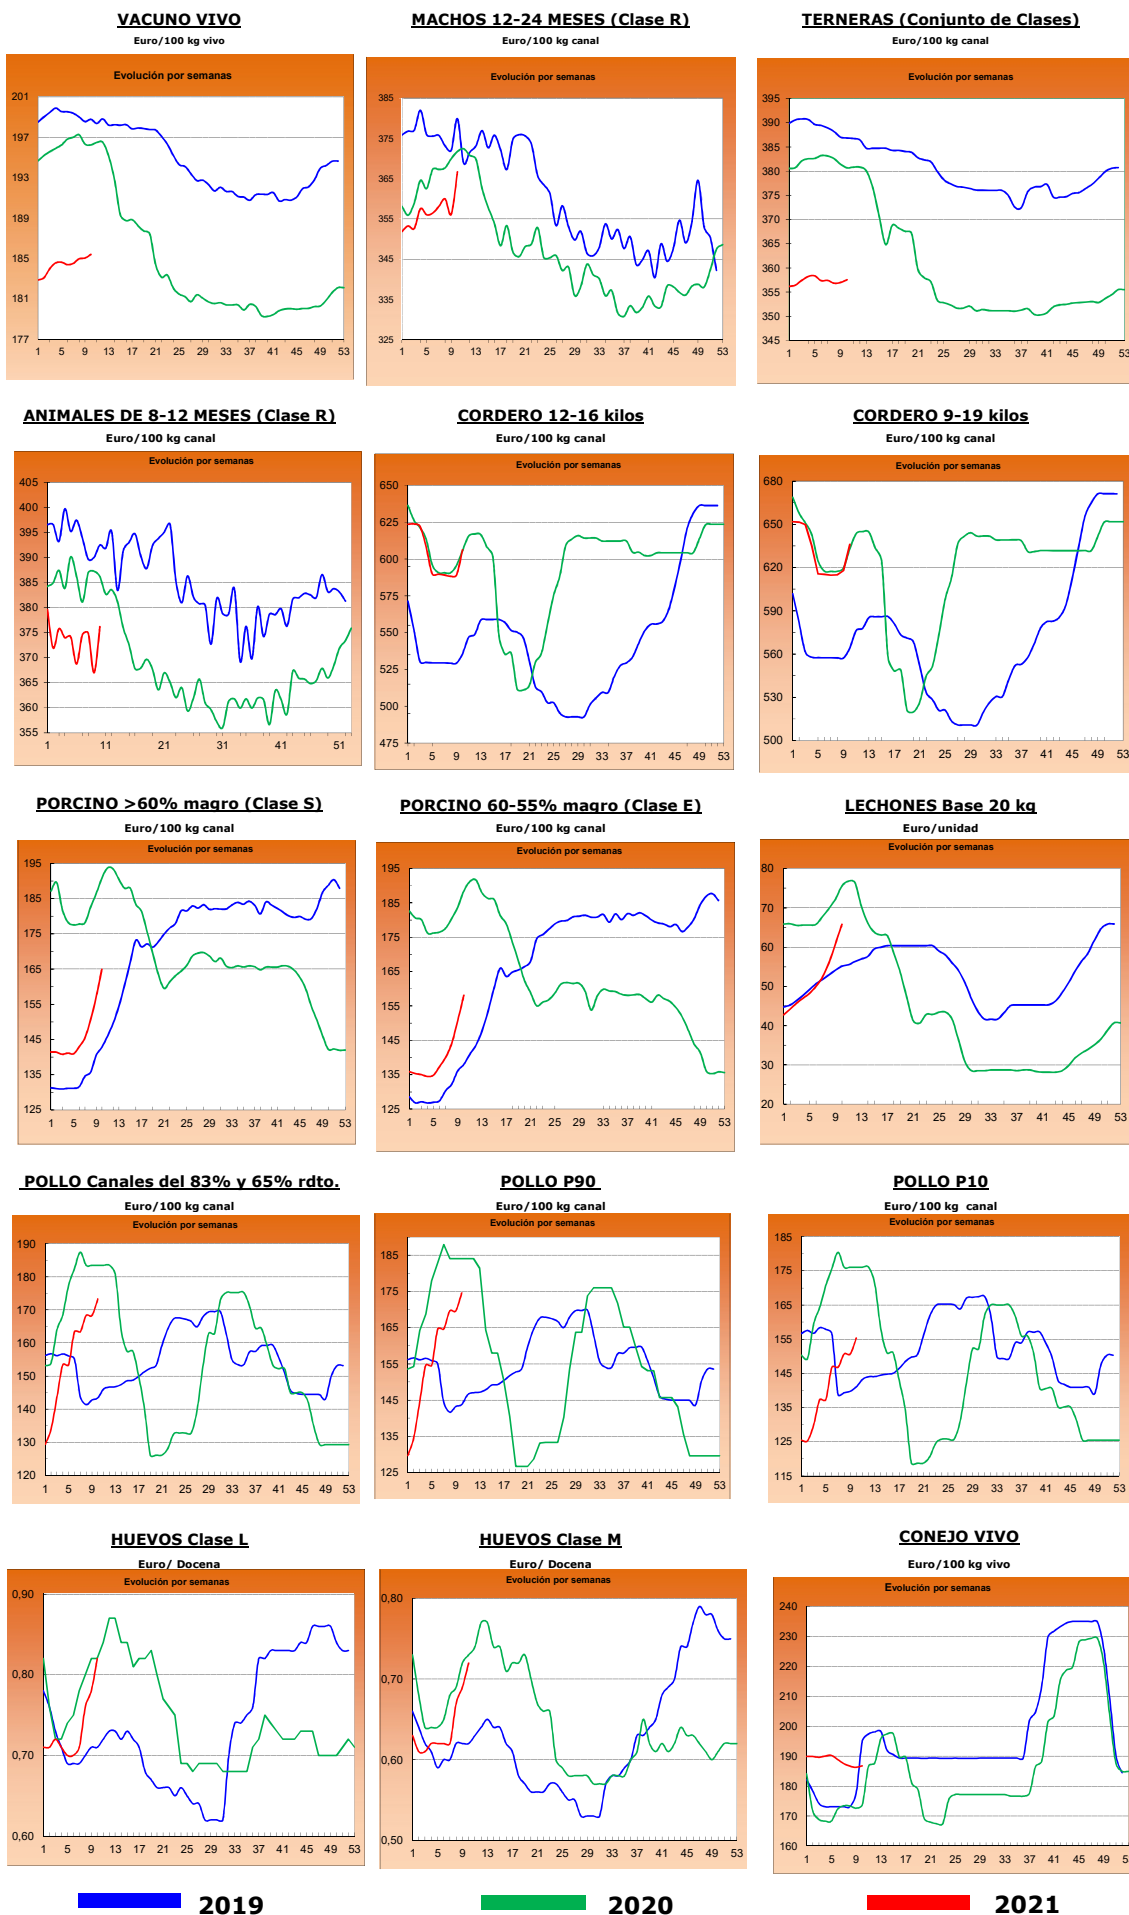 VACUNO VIVO
Euro/100 kg vivo
Evolución por semanas
201
197
193
189
185
181
177
1 5 9 13 17 21 25 29 33 37 41 45 49 53
MACHOS 12-24 MESES (Clase R)
Euro/100 kg canal
Evolución por semanas
385
375
365
355
345
335
325
1 5 9 13 17 21 25 29 33 37 41 45 49 53
TERNERAS (Conjunto de Clases)
Euro/100 kg canal
Evolución por semanas
395
390
385
380
375
370
365
360
355
350
345
1 5 9 13 17 21 25 29 33 37 41 45 49 53
ANIMALES DE 8-12 MESES (Clase R)
Euro/100 kg canal
Evolución por semanas
405
400
395
390
385
380
375
370
365
360
355
1 11 21 31 41 51
CORDERO 12-16 kilos
Euro/100 kg canal
Evolución por semanas
650
625
600
575
550
525
500
475
1 5 9 13 17 21 25 29 33 37 41 45 49 53
CORDERO 9-19 kilos
Euro/100 kg canal
Evolución por semanas
680
650
620
590
560
530
500
1 5 9 13 17 21 25 29 33 37 41 45 49 53
PORCINO >60% magro (Clase S)
Euro/100 kg canal
Evolución por semanas
195
185
175
165
155
145
135
125
1 5 9 13 17 21 25 29 33 37 41 45 49 53
PORCINO 60-55% magro (Clase E)
Euro/100 kg canal
Evolución por semanas
195
185
175
165
155
145
135
125
1 5 9 13 17 21 25 29 33 37 41 45 49 53
LECHONES Base 20 kg
Euro/unidad
Evolución por semanas
80
70
60
50
40
30
20
1 5 9 13 17 21 25 29 33 37 41 45 49 53
POLLO Canales del 83% y 65% rdto.
Euro/100 kg canal
Evolución por semanas
190
180
170
160
150
140
130
120
1 5 9 13 17 21 25 29 33 37 41 45 49 53
POLLO P90
Euro/100 kg canal
Evolución por semanas
185
175
165
155
145
135
125
1 5 9 13 17 21 25 29 33 37 41 45 49 53
POLLO P10
Euro/100 kg canal
Evolución por semanas
185
175
165
155
145
135
125
115
1 5 9 13 17 21 25 29 33 37 41 45 49 53
HUEVOS Clase L
Euro/ Docena
Evolución por semanas
0,90
0,80
0,70
0,60
1 5 9 13 17 21 25 29 33 37 41 45 49 53
HUEVOS Clase M
Euro/ Docena
Evolución por semanas
0,80
0,70
0,60
0,50
1 5 9 13 17 21 25 29 33 37 41 45 49 53
CONEJO VIVO
Euro/100 kg vivo
Evolución por semanas
240
230
220
210
200
190
180
170
160
1 5 9 13 17 21 25 29 33 37 41 45 49 53
2019
2020
2021